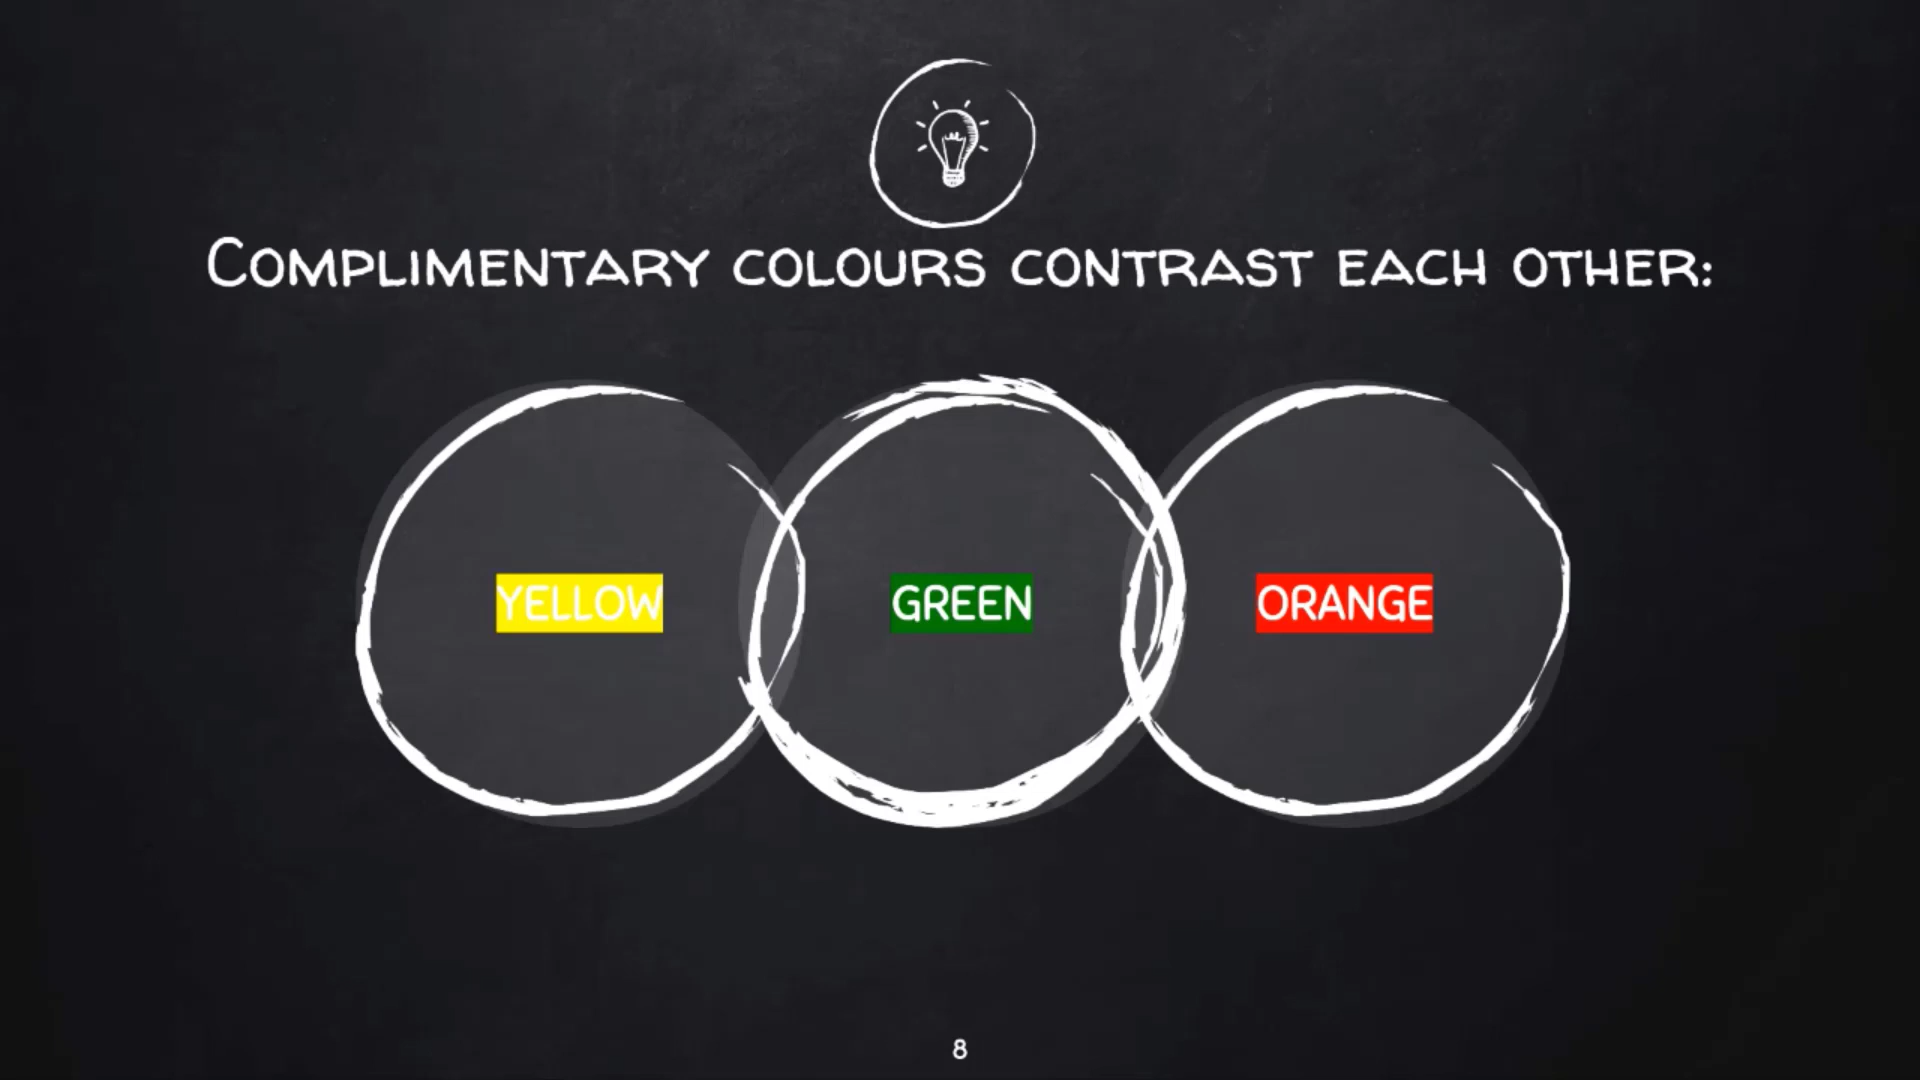 Complimentary colours contrast each other:
YELLOW
GREEN
ORANGE
8